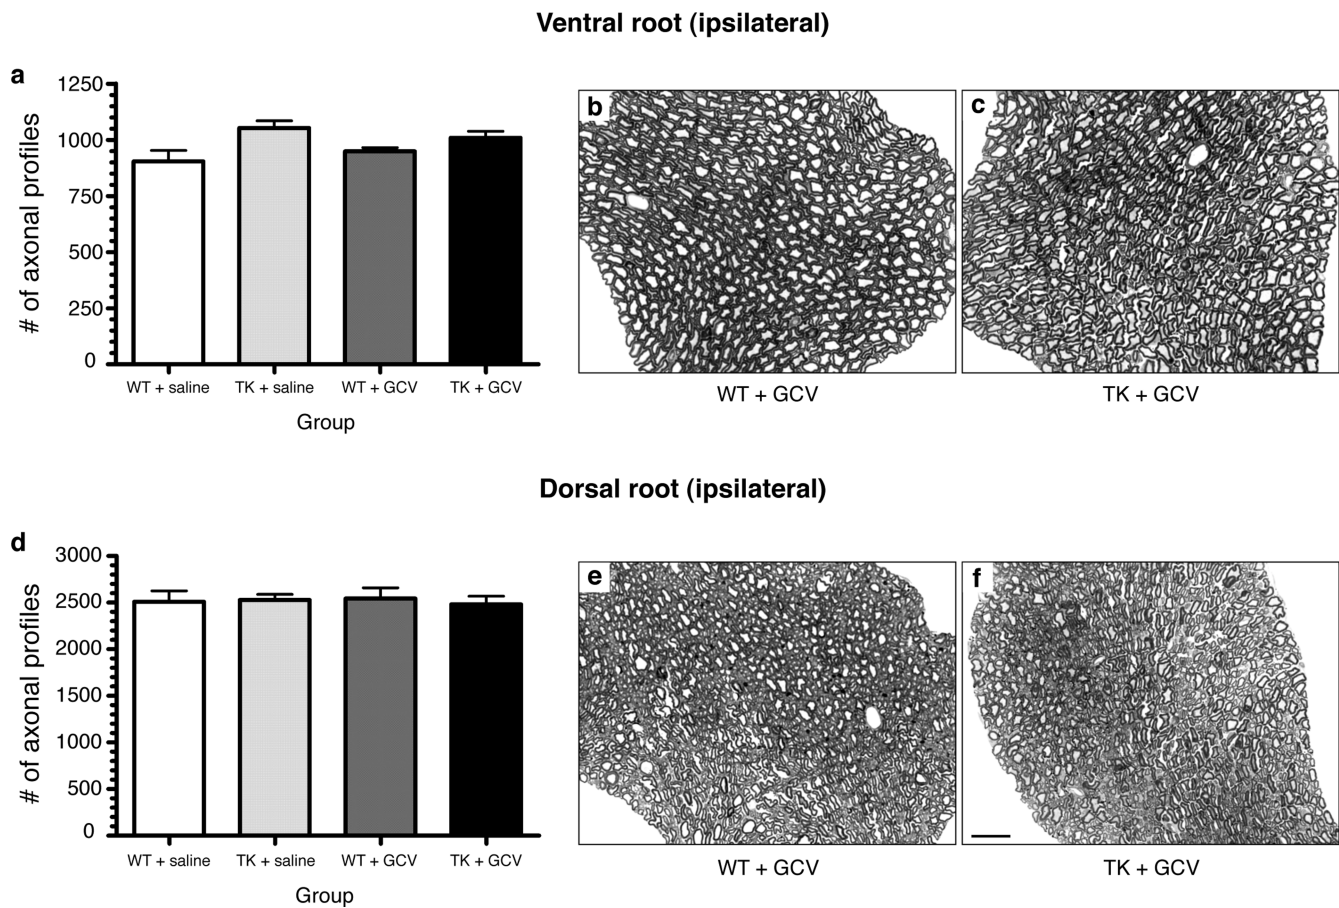 Ventral root (ipsilateral)
a
# of axonal profiles
1250
1000
750
500
250
0
WT + saline TK + saline WT + GCV TK + GCV
Group
b
WT + GCV
c
TK + GCV
Dorsal root (ipsilateral)
d
# of axonal profiles
3000
2500
2000
1500
1000
500
0
WT + saline TK + saline WT + GCV TK + GCV
Group
e
WT + GCV
f
TK + GCV